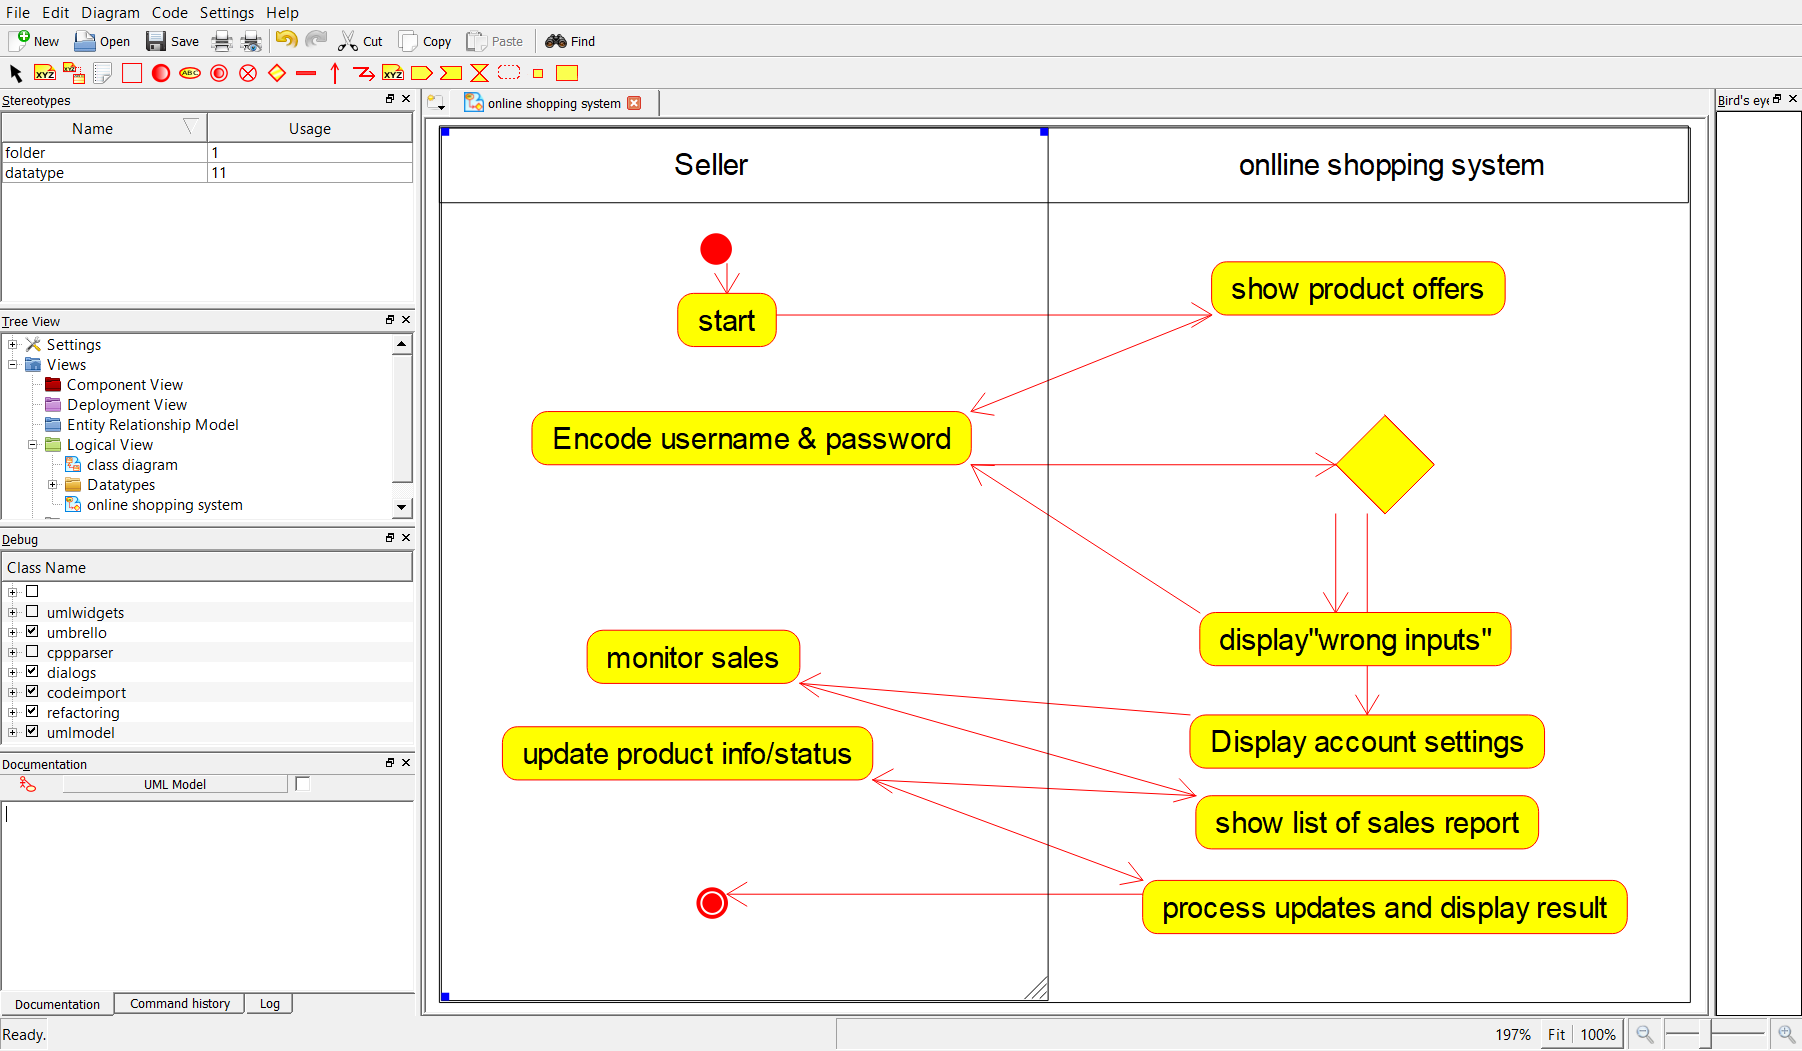 File Edit Diagram Code Settings Help
New Open Save Cut Copy Paste Find
XYZ XYZ ABC XYZ
Stereotypes
Name Usage
folder 1
datatype 11
Tree View
Settings
Views
Component View
Deployment View
Entity Relationship Model
Logical View
class diagram
Datatypes
online shopping system
Debug
Class Name
umlwidgets
umbrello
cppparser
dialogs
codeimport
refactoring
umlmodel
Documentation
UML Model
Documentation Command history Log
Ready.
online shopping system
Seller
onlline shopping system
start
show product offers
Encode username & password
display"wrong inputs"
monitor sales
Display account settings
update product info/status
show list of sales report
process updates and display result
Bird's eye
197% Fit 100%